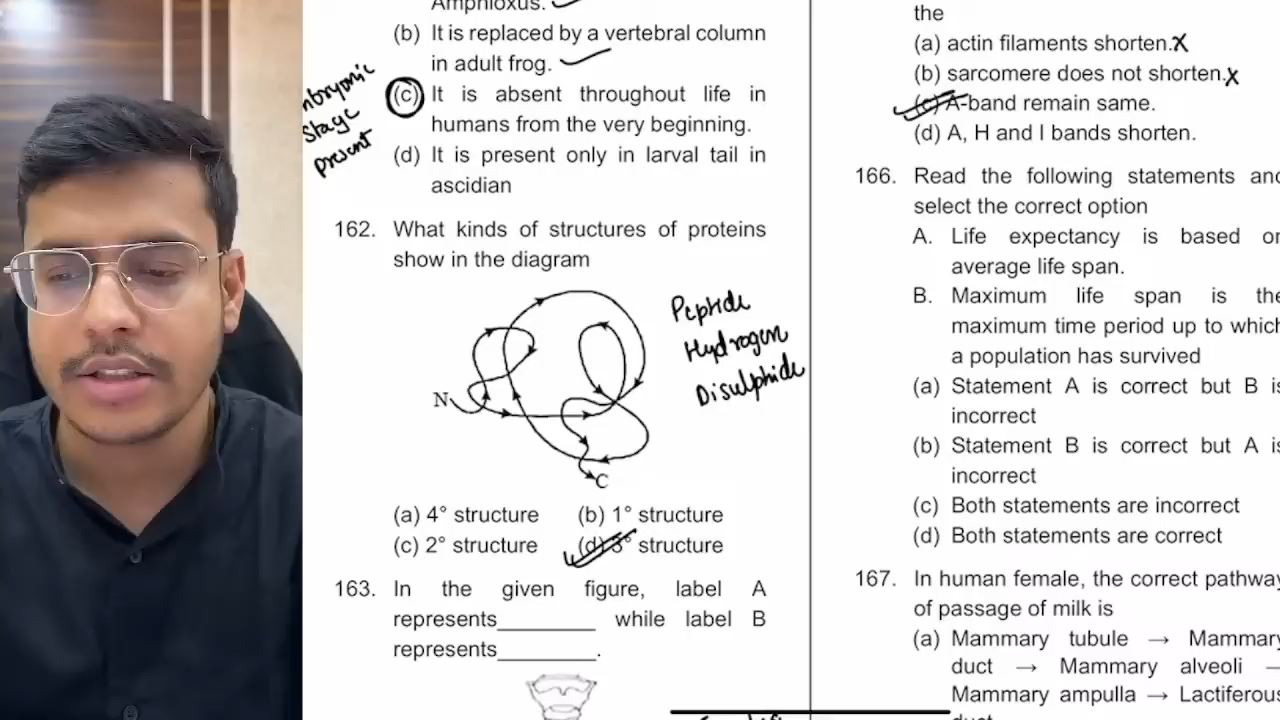 Amphioxus.
(b) It is replaced by a vertebral column
in adult frog.
(c) It is absent throughout life in
humans from the very beginning.
(d) It is present only in larval tail in
ascidian
mbryonic
stage
present
162. What kinds of structures of proteins
show in the diagram
N
C
Peptide
Hydrogen
Disulphide
(a) 4° structure (b) 1° structure
(c) 2° structure (d) 3° structure
163. In the given figure, label A
represents________ while label B
represents________.
the
(a) actin filaments shorten.x
(b) sarcomere does not shorten.x
(c) A-band remain same.
(d) A, H and I bands shorten.
166. Read the following statements and
select the correct option
A. Life expectancy is based on
average life span.
B. Maximum life span is the
maximum time period up to which
a population has survived
(a) Statement A is correct but B is
incorrect
(b) Statement B is correct but A is
incorrect
(c) Both statements are incorrect
(d) Both statements are correct
167. In human female, the correct pathway
of passage of milk is
(a) Mammary tubule → Mammary
duct → Mammary alveoli →
Mammary ampulla → Lactiferous
duct